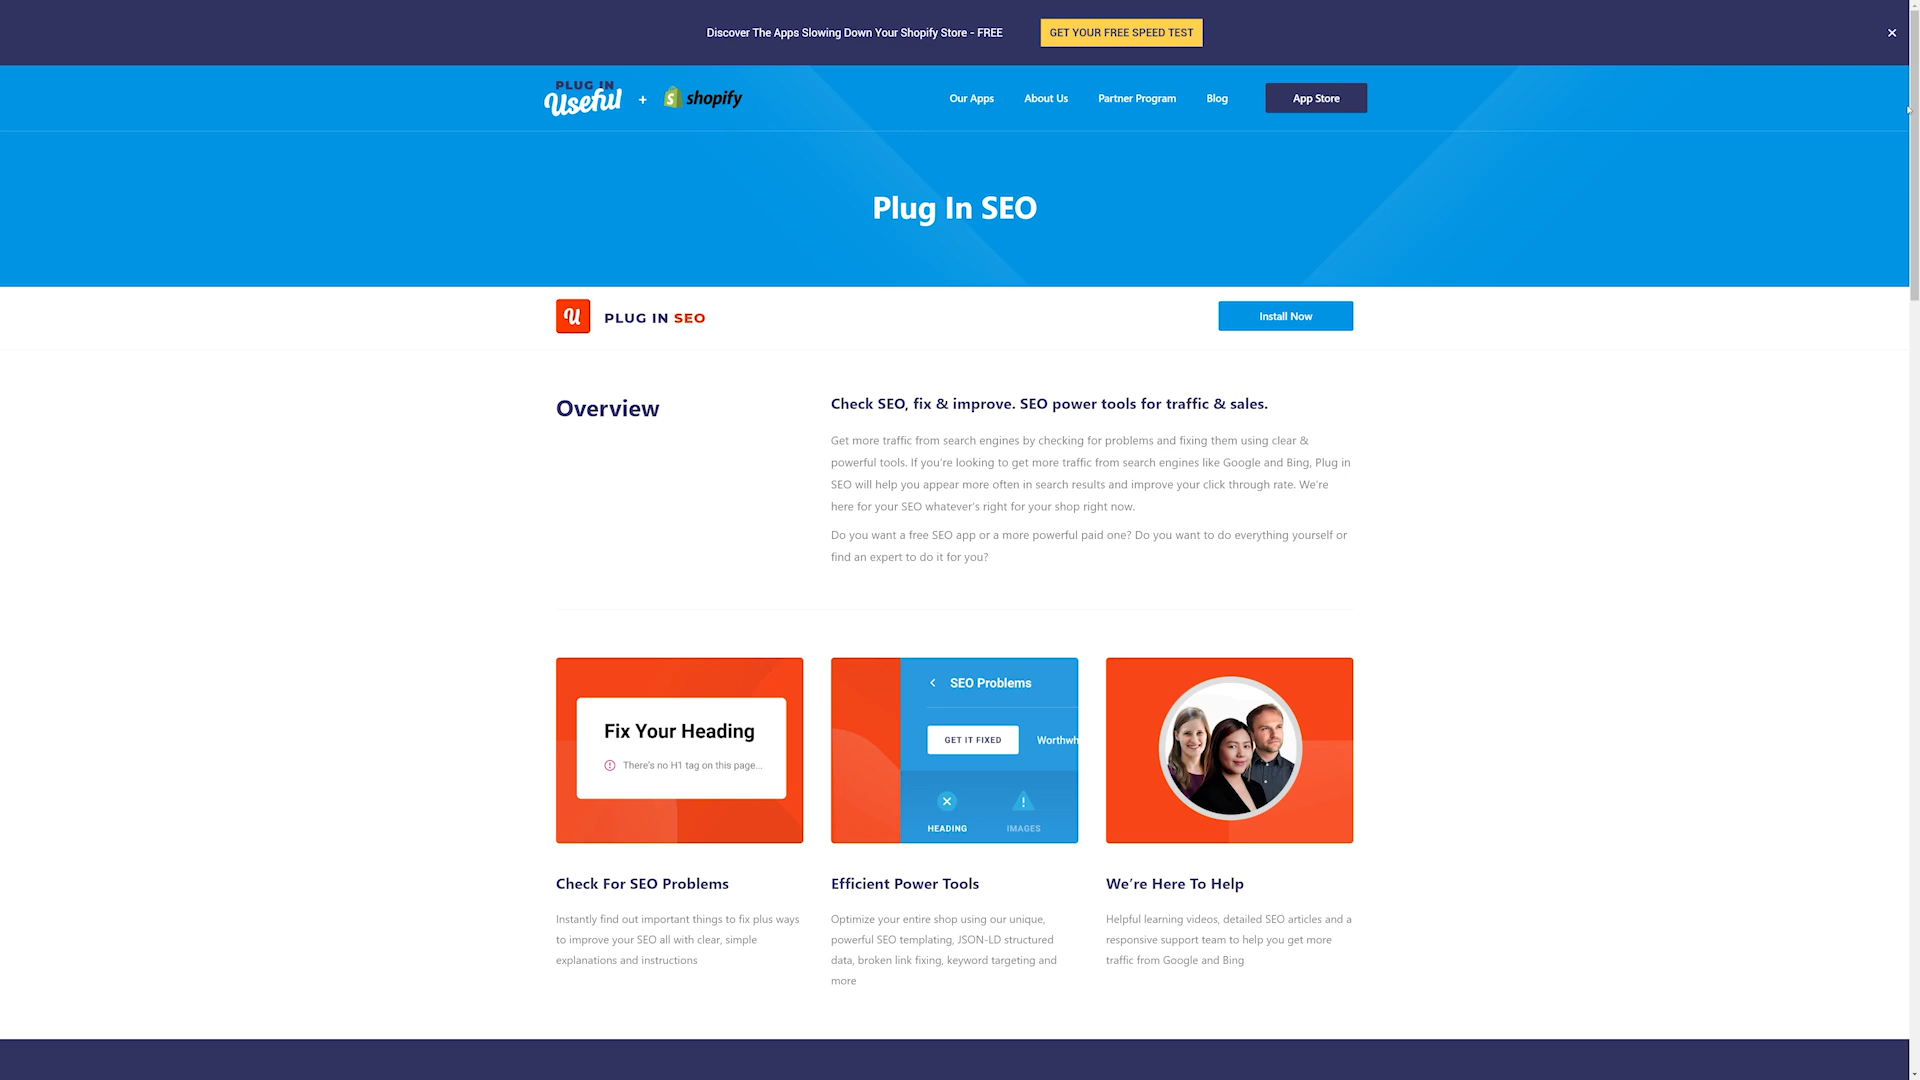 Discover The Apps Slowing Down Your Shopify Store - FREE
GET YOUR FREE SPEED TEST
PLUG IN
Useful
+
shopify
Our Apps
About Us
Partner Program
Blog
App Store
Plug In SEO
PLUG IN SEO
Install Now
Overview
Check SEO, fix & improve. SEO power tools for traffic & sales.
Get more traffic from search engines by checking for problems and fixing them using clear &
powerful tools. If you're looking to get more traffic from search engines like Google and Bing, Plug in
SEO will help you appear more often in search results and improve your click through rate. We're
here for your SEO whatever's right for your shop right now.
Do you want a free SEO app or a more powerful paid one? Do you want to do everything yourself or
find an expert to do it for you?
Fix Your Heading
There's no H1 tag on this page...
SEO Problems
GET IT FIXED
Worthwh
HEADING
IMAGES
Check For SEO Problems
Instantly find out important things to fix plus ways
to improve your SEO all with clear, simple
explanations and instructions
Efficient Power Tools
Optimize your entire shop using our unique,
powerful SEO templating, JSON-LD structured
data, broken link fixing, keyword targeting and
more
We're Here To Help
Helpful learning videos, detailed SEO articles and a
responsive support team to help you get more
traffic from Google and Bing